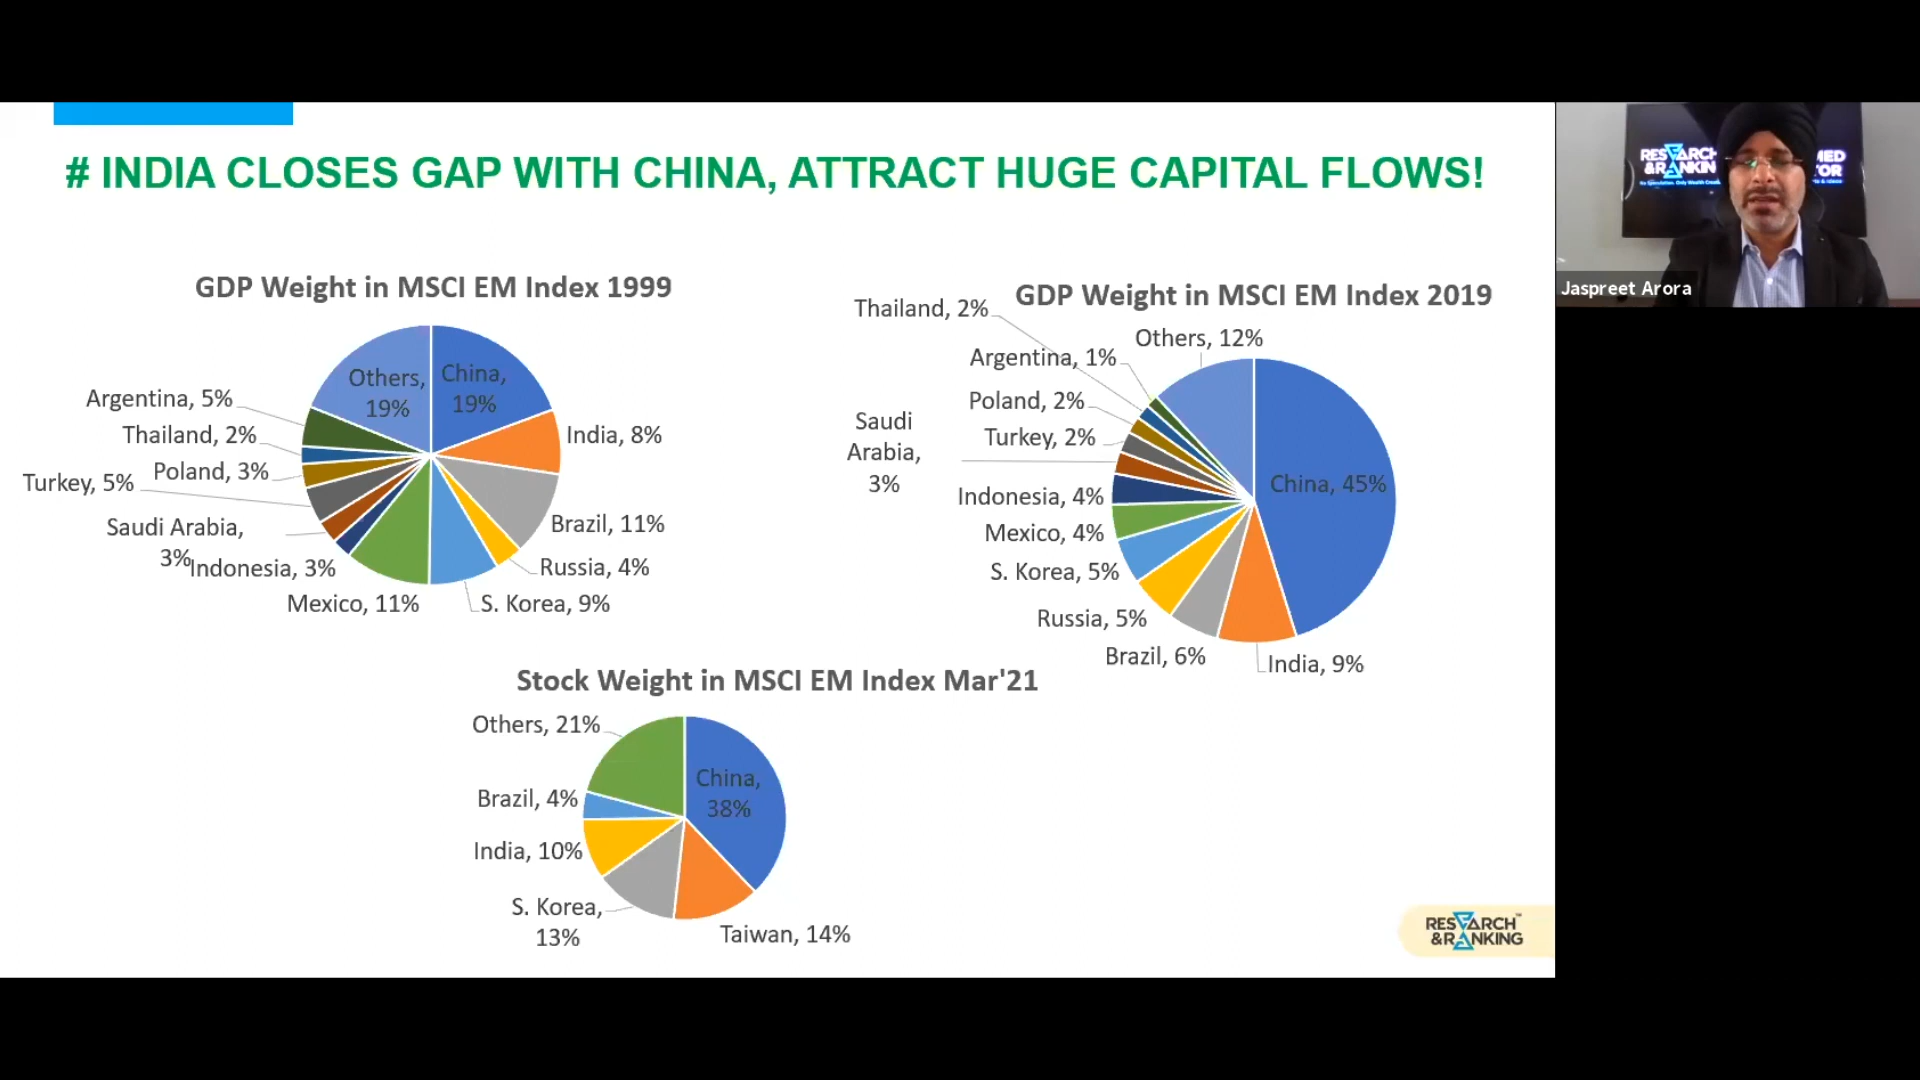 # INDIA CLOSES GAP WITH CHINA, ATTRACT HUGE CAPITAL FLOWS!
GDP Weight in MSCI EM Index 1999
Others,
19%
China,
19%
India, 8%
Brazil, 11%
Russia, 4%
S. Korea, 9%
Mexico, 11%
Indonesia, 3%
Saudi Arabia,
3%
Turkey, 5%
Poland, 3%
Thailand, 2%
Argentina, 5%
GDP Weight in MSCI EM Index 2019
Thailand, 2%
Others, 12%
Argentina, 1%
Poland, 2%
Turkey, 2%
Saudi
Arabia,
3%
Indonesia, 4%
Mexico, 4%
S. Korea, 5%
Russia, 5%
Brazil, 6%
India, 9%
China, 45%
Stock Weight in MSCI EM Index Mar'21
Others, 21%
China,
38%
Brazil, 4%
India, 10%
S. Korea,
13%
Taiwan, 14%
RESEARCH™
&RANKING
RESEARCH
&RANKIN
MED
TOR
Jaspreet Arora